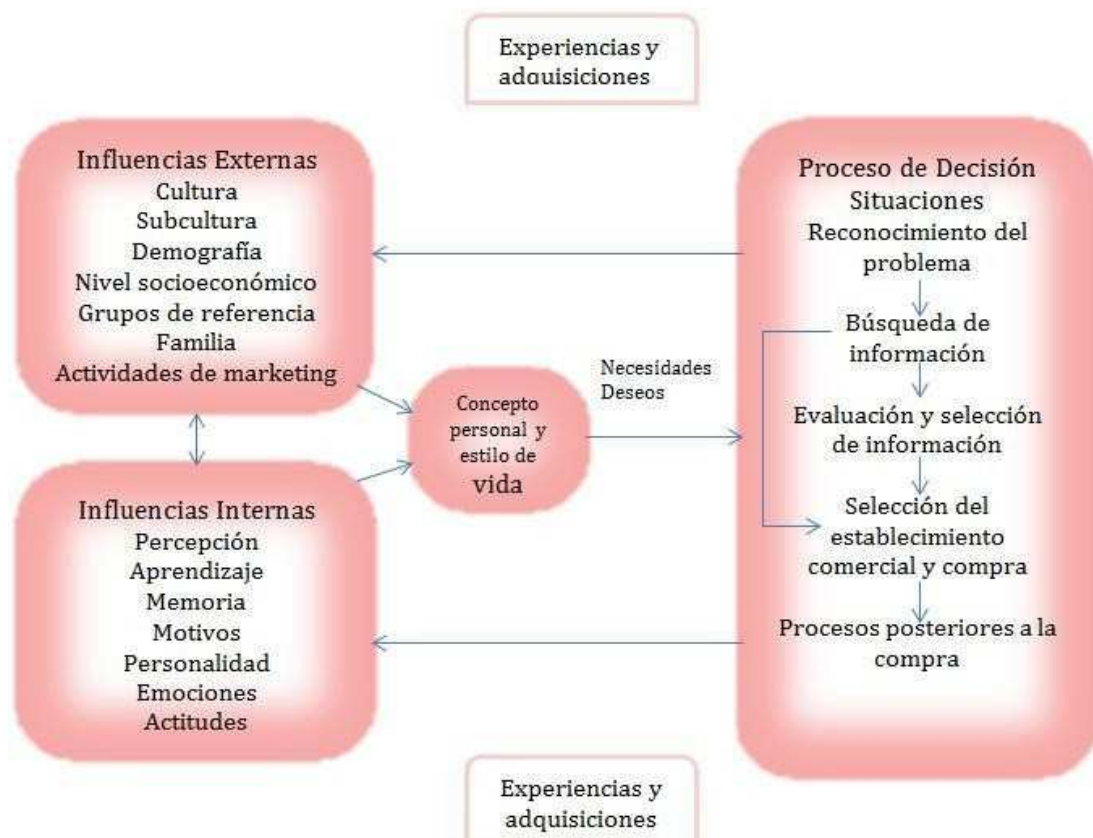 Experiencias y
adquisiciones
Influencias Externas
Cultura
Subcultura
Demografía
Nivel socioeconómico
Grupos de referencia
Familia
Actividades de marketing
Influencias Internas
Percepción
Aprendizaje
Memoria
Motivos
Personalidad
Emociones
Actitudes
Concepto
personal y
estilo de
vida
Necesidades
Deseos
Proceso de Decisión
Situaciones
Reconocimiento del
problema
Búsqueda de
información
Evaluación y selección
de información
Selección del
establecimiento
comercial y compra
Procesos posteriores a la
compra
Experiencias y
adquisiciones